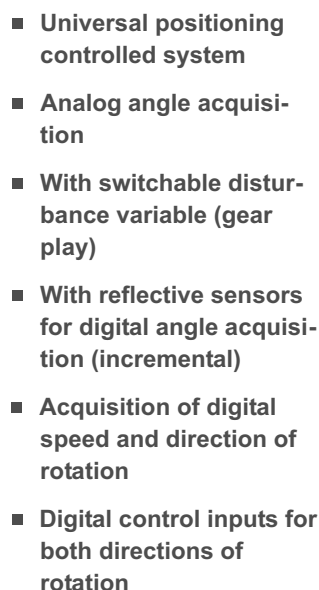 ■ Universal positioning
controlled system
■ Analog angle acquisi-
tion
■ With switchable distur-
bance variable (gear
play)
■ With reflective sensors
for digital angle acquisi-
tion (incremental)
■ Acquisition of digital
speed and direction of
rotation
■ Digital control inputs for
both directions of
rotation